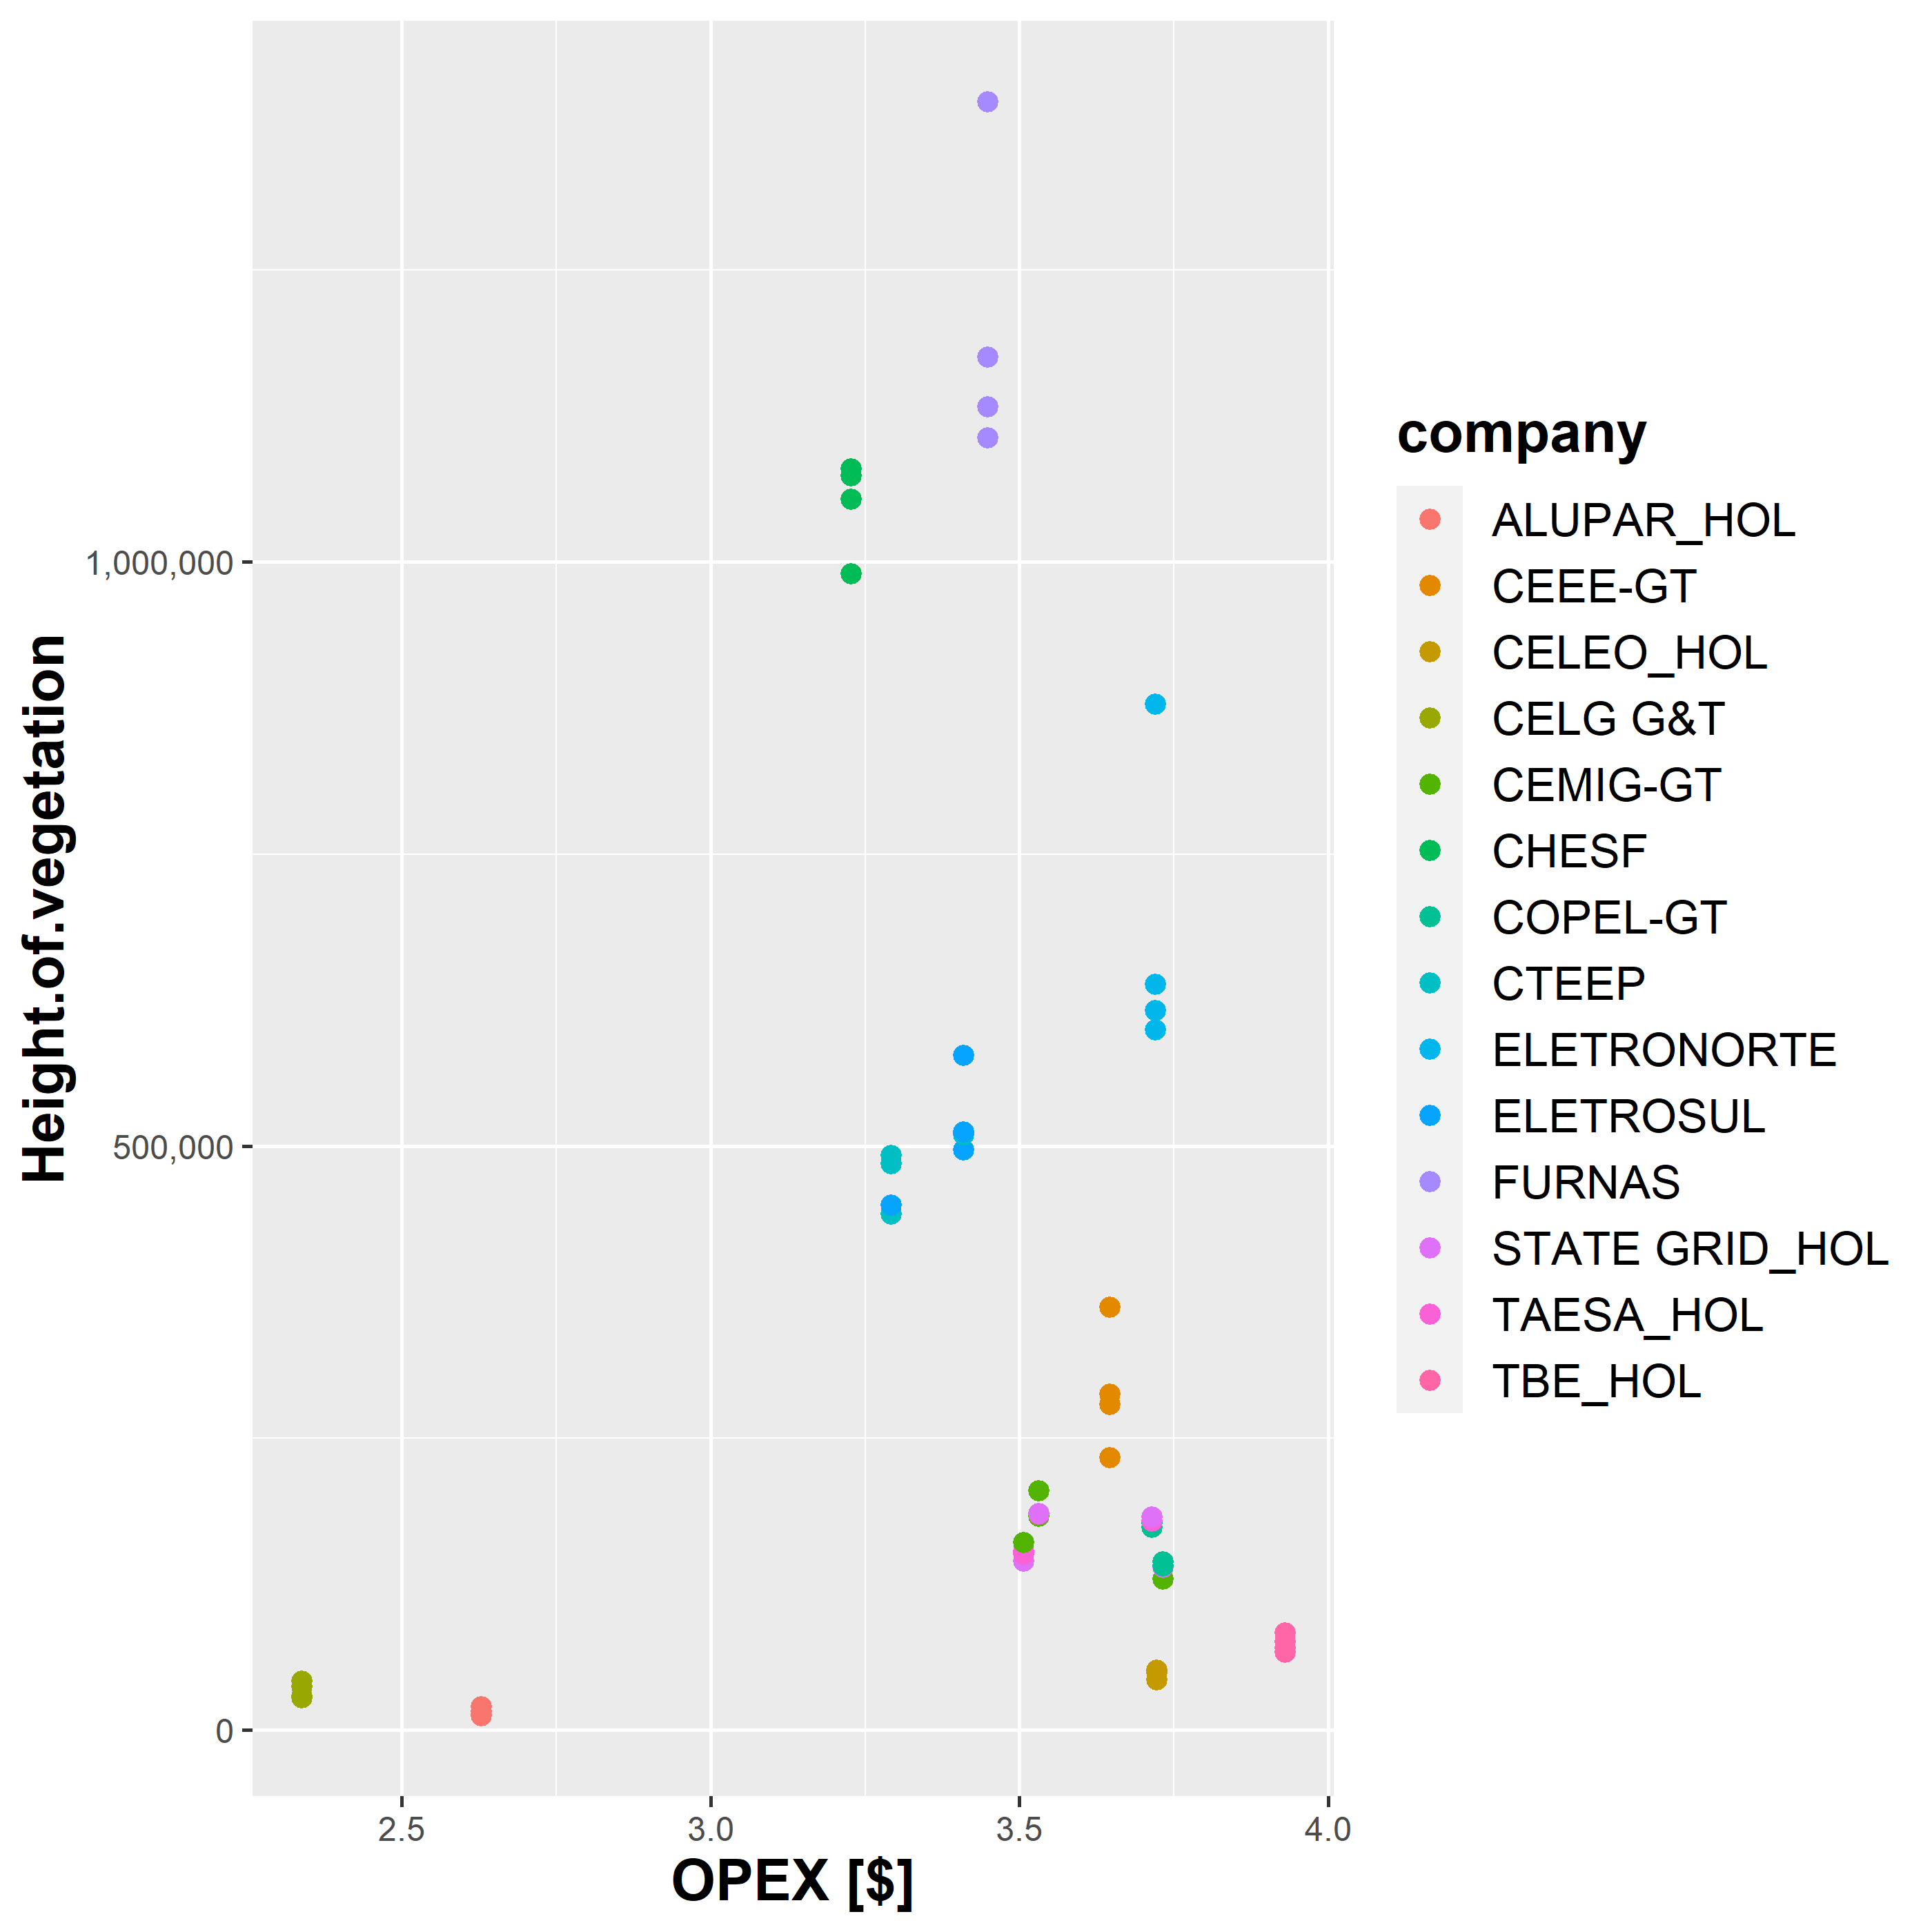 Height.of.vegetation
1,000,000
500,000
0
2.5 3.0 3.5 4.0
OPEX [$]
company
ALUPAR_HOL
CEEE-GT
CELEO_HOL
CELG G&T
CEMIG-GT
CHESF
COPEL-GT
CTEEP
ELETRONORTE
ELETROSUL
FURNAS
STATE GRID_HOL
TAESA_HOL
TBE_HOL